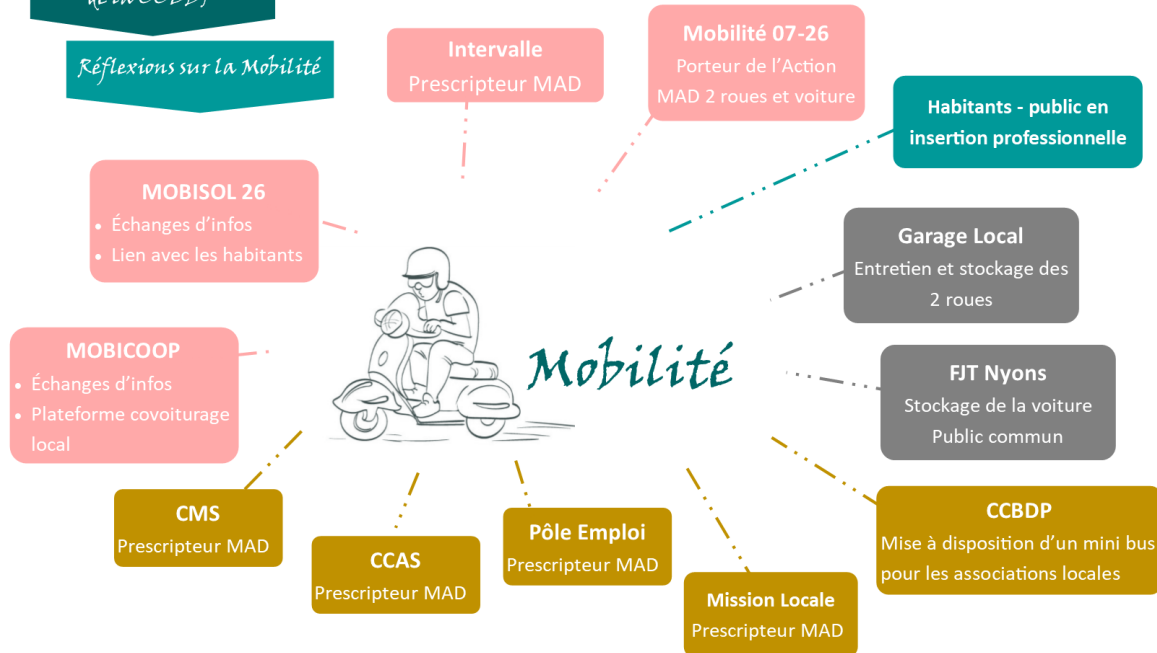 de la CCBDP
Réflexions sur la Mobilité
Intervalle
Prescripteur MAD
Mobilité 07-26
Porteur de l’Action
MAD 2 roues et voiture
Habitants - public en
insertion professionnelle
MOBISOL 26
• Échanges d’infos
• Lien avec les habitants
Garage Local
Entretien et stockage des
2 roues
MOBICOOP
• Échanges d’infos
• Plateforme covoiturage
local
Mobilité
FJT Nyons
Stockage de la voiture
Public commun
CMS
Prescripteur MAD
CCAS
Prescripteur MAD
Pôle Emploi
Prescripteur MAD
Mission Locale
Prescripteur MAD
CCBDP
Mise à disposition d’un mini bus
pour les associations locales